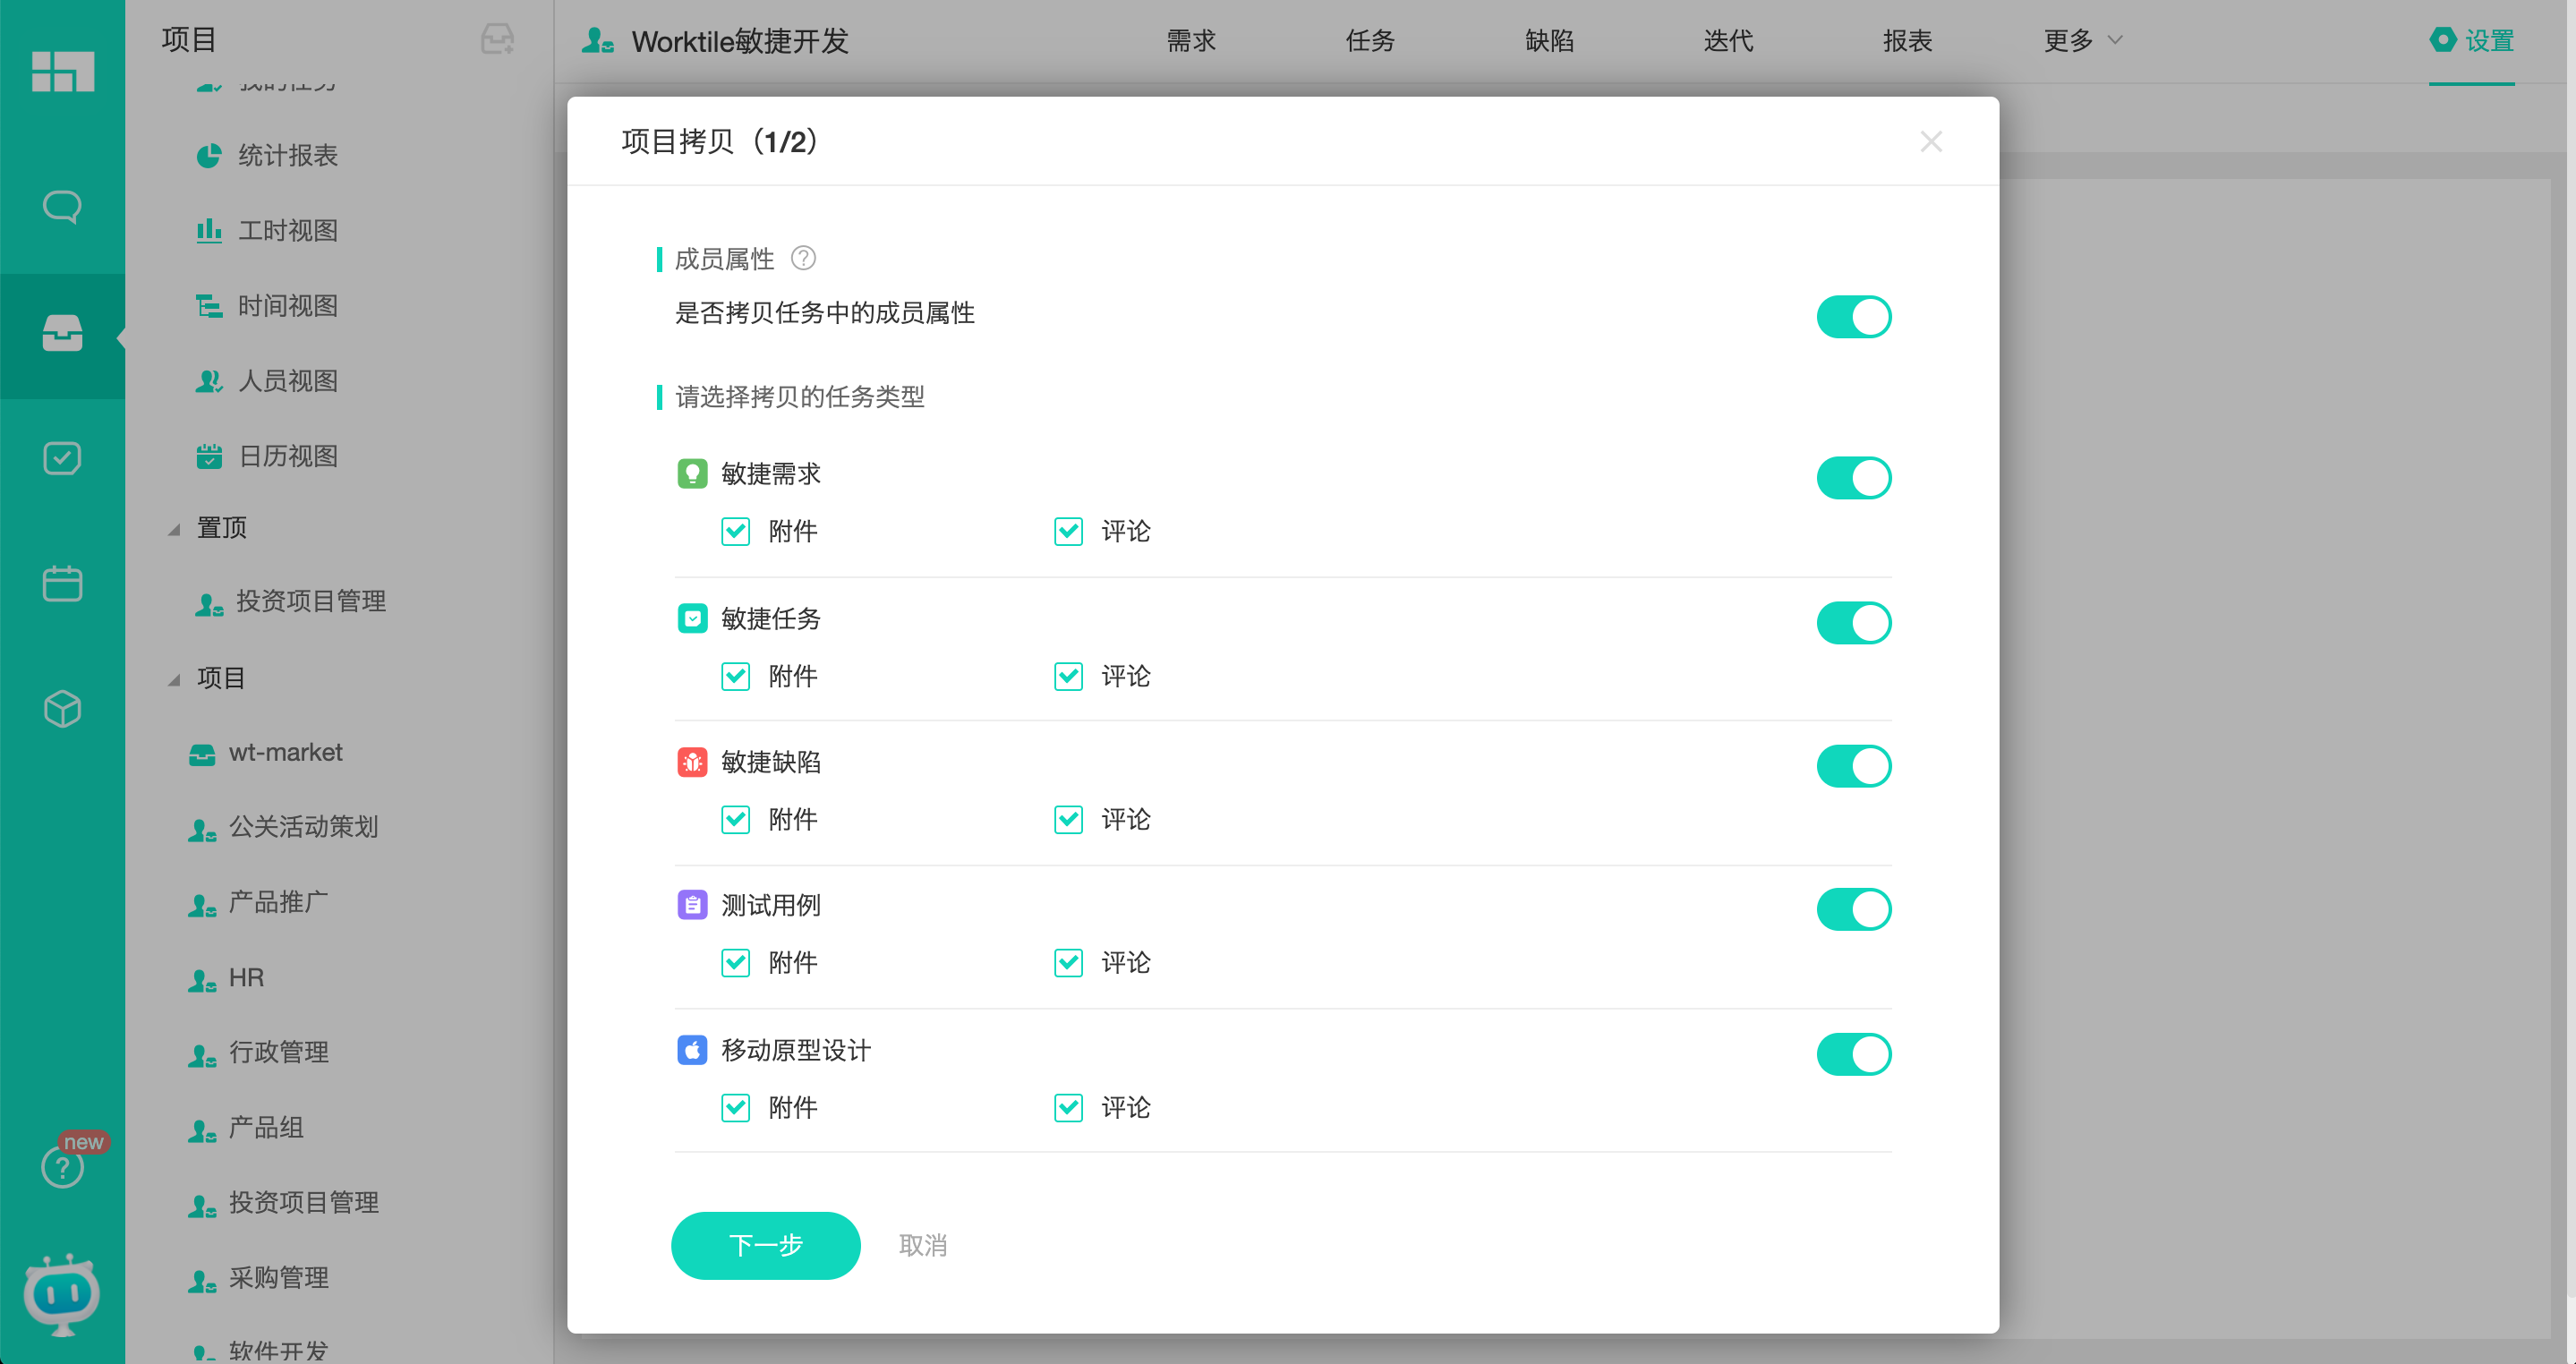 项目
我的任务
统计报表
工时视图
时间视图
人员视图
日历视图
置顶
投资项目管理
项目
wt-market
公关活动策划
产品推广
HR
行政管理
产品组
投资项目管理
采购管理
软件开发
new
Worktile敏捷开发
需求
任务
缺陷
迭代
报表
更多
设置
项目拷贝（1/2）
成员属性
是否拷贝任务中的成员属性
请选择拷贝的任务类型
敏捷需求
附件 评论
敏捷任务
附件 评论
敏捷缺陷
附件 评论
测试用例
附件 评论
移动原型设计
附件 评论
下一步 取消